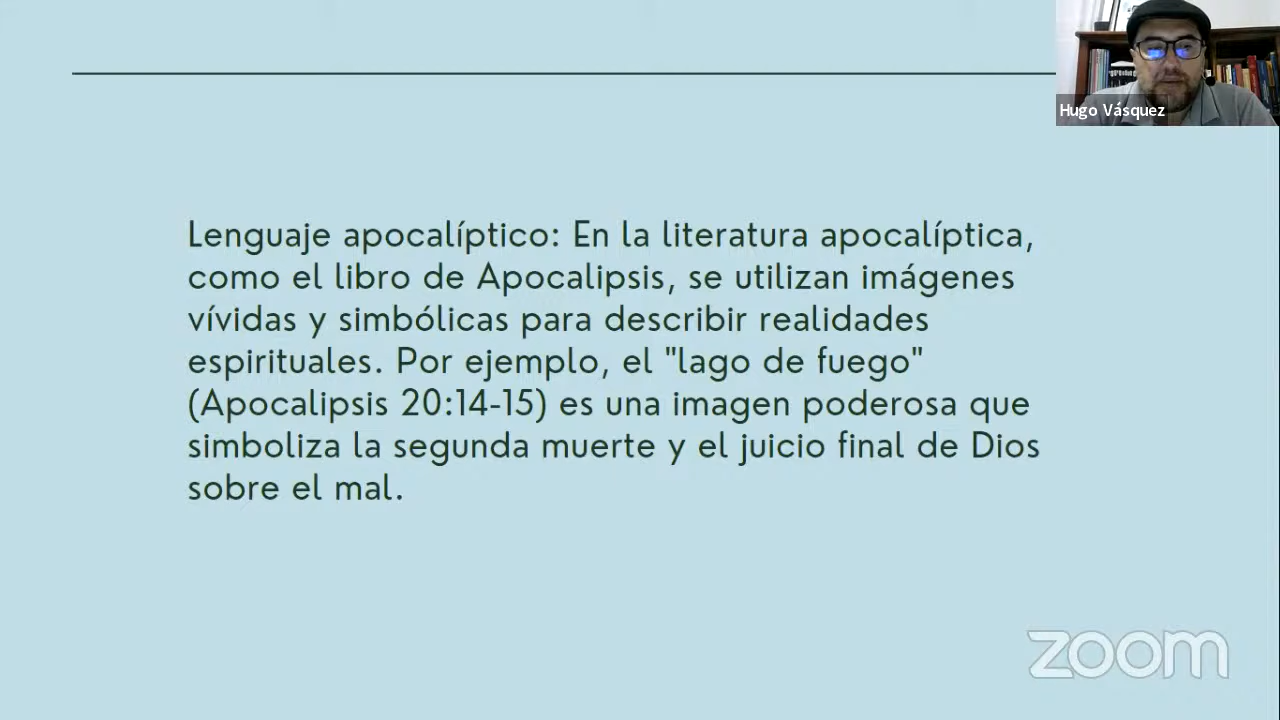 Hugo Vásquez
Lenguaje apocalíptico: En la literatura apocalíptica,
como el libro de Apocalipsis, se utilizan imágenes
vívidas y simbólicas para describir realidades
espirituales. Por ejemplo, el "lago de fuego"
(Apocalipsis 20:14-15) es una imagen poderosa que
simboliza la segunda muerte y el juicio final de Dios
sobre el mal.
zoom